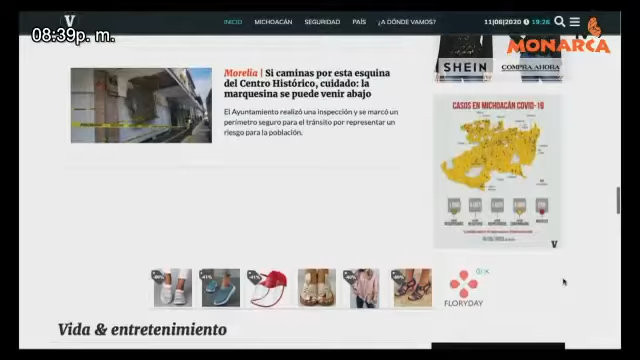 08:39p. m.
V
INICIO MICHOACÁN SEGURIDAD PAÍS ¿A DÓNDE VAMOS?
11|06|2020 19:26
TV
MONARCA
SHEIN
COMPRA AHORA
Morelia | Si caminas por esta esquina
del Centro Histórico, cuidado: la
marquesina se puede venir abajo
El Ayuntamiento realizó una inspección y se marcó un
perímetro seguro para el tránsito por representar un
riesgo para la población.
CASOS EN MICHOACÁN COVID-19
V
FLORYDAY
Vida & entretenimiento